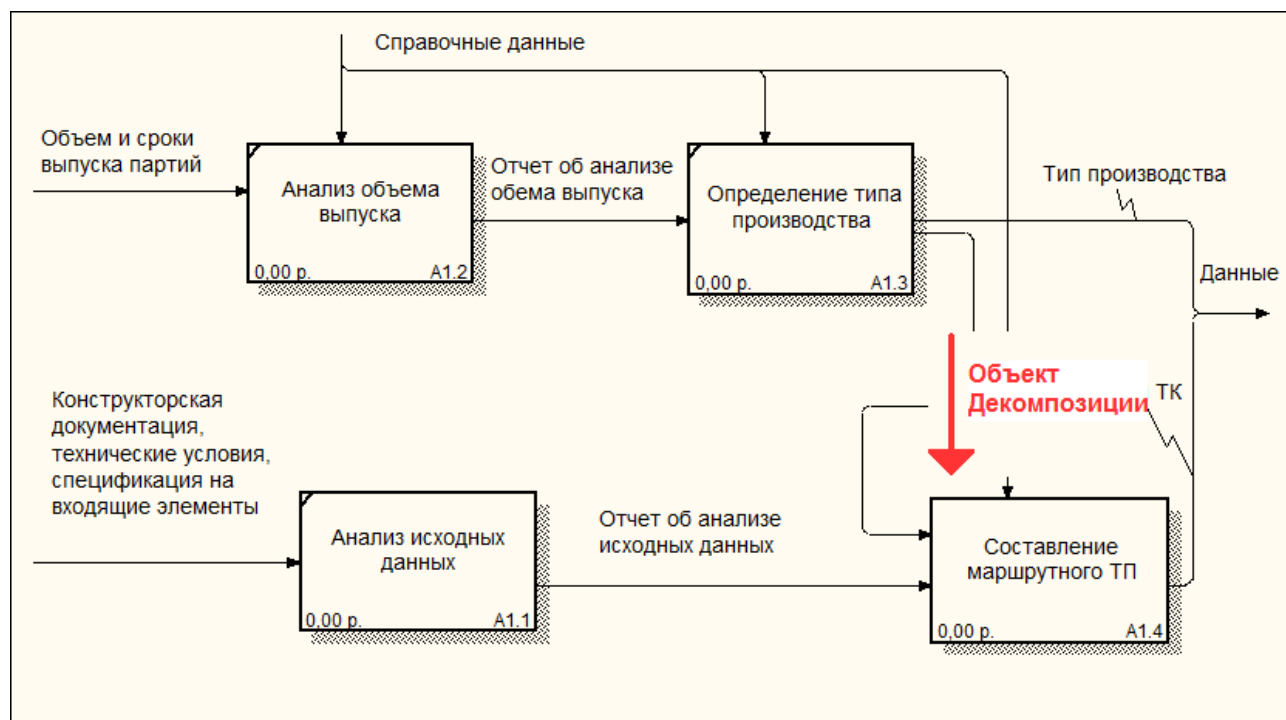 Справочные данные
Объем и сроки
выпуска партий
Анализ объема
выпуска
0,00 р. A1.2
Отчет об анализе
обема выпуска
Определение типа
производства
0,00 р. A1.3
Тип производства
Данные
Объект
Декомпозиции
ТК
Конструкторская
документация,
технические условия,
спецификация на
входящие элементы
Анализ исходных
данных
0,00 р. A1.1
Отчет об анализе
исходных данных
Составление
маршрутного ТП
0,00 р. A1.4